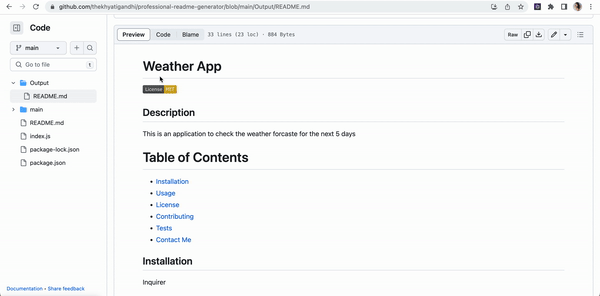 github.com/thekhyatigandhi/professional-readme-generator/blob/main/Output/README.md
Code
main
Go to file
t
Output
README.md
main
README.md
index.js
package-lock.json
package.json
Documentation • Share feedback
Preview Code Blame 33 lines (23 loc) · 884 Bytes Raw
Weather App
License MIT
Description
This is an application to check the weather forcaste for the next 5 days
Table of Contents
Installation
Usage
License
Contributing
Tests
Contact Me
Installation
Inquirer